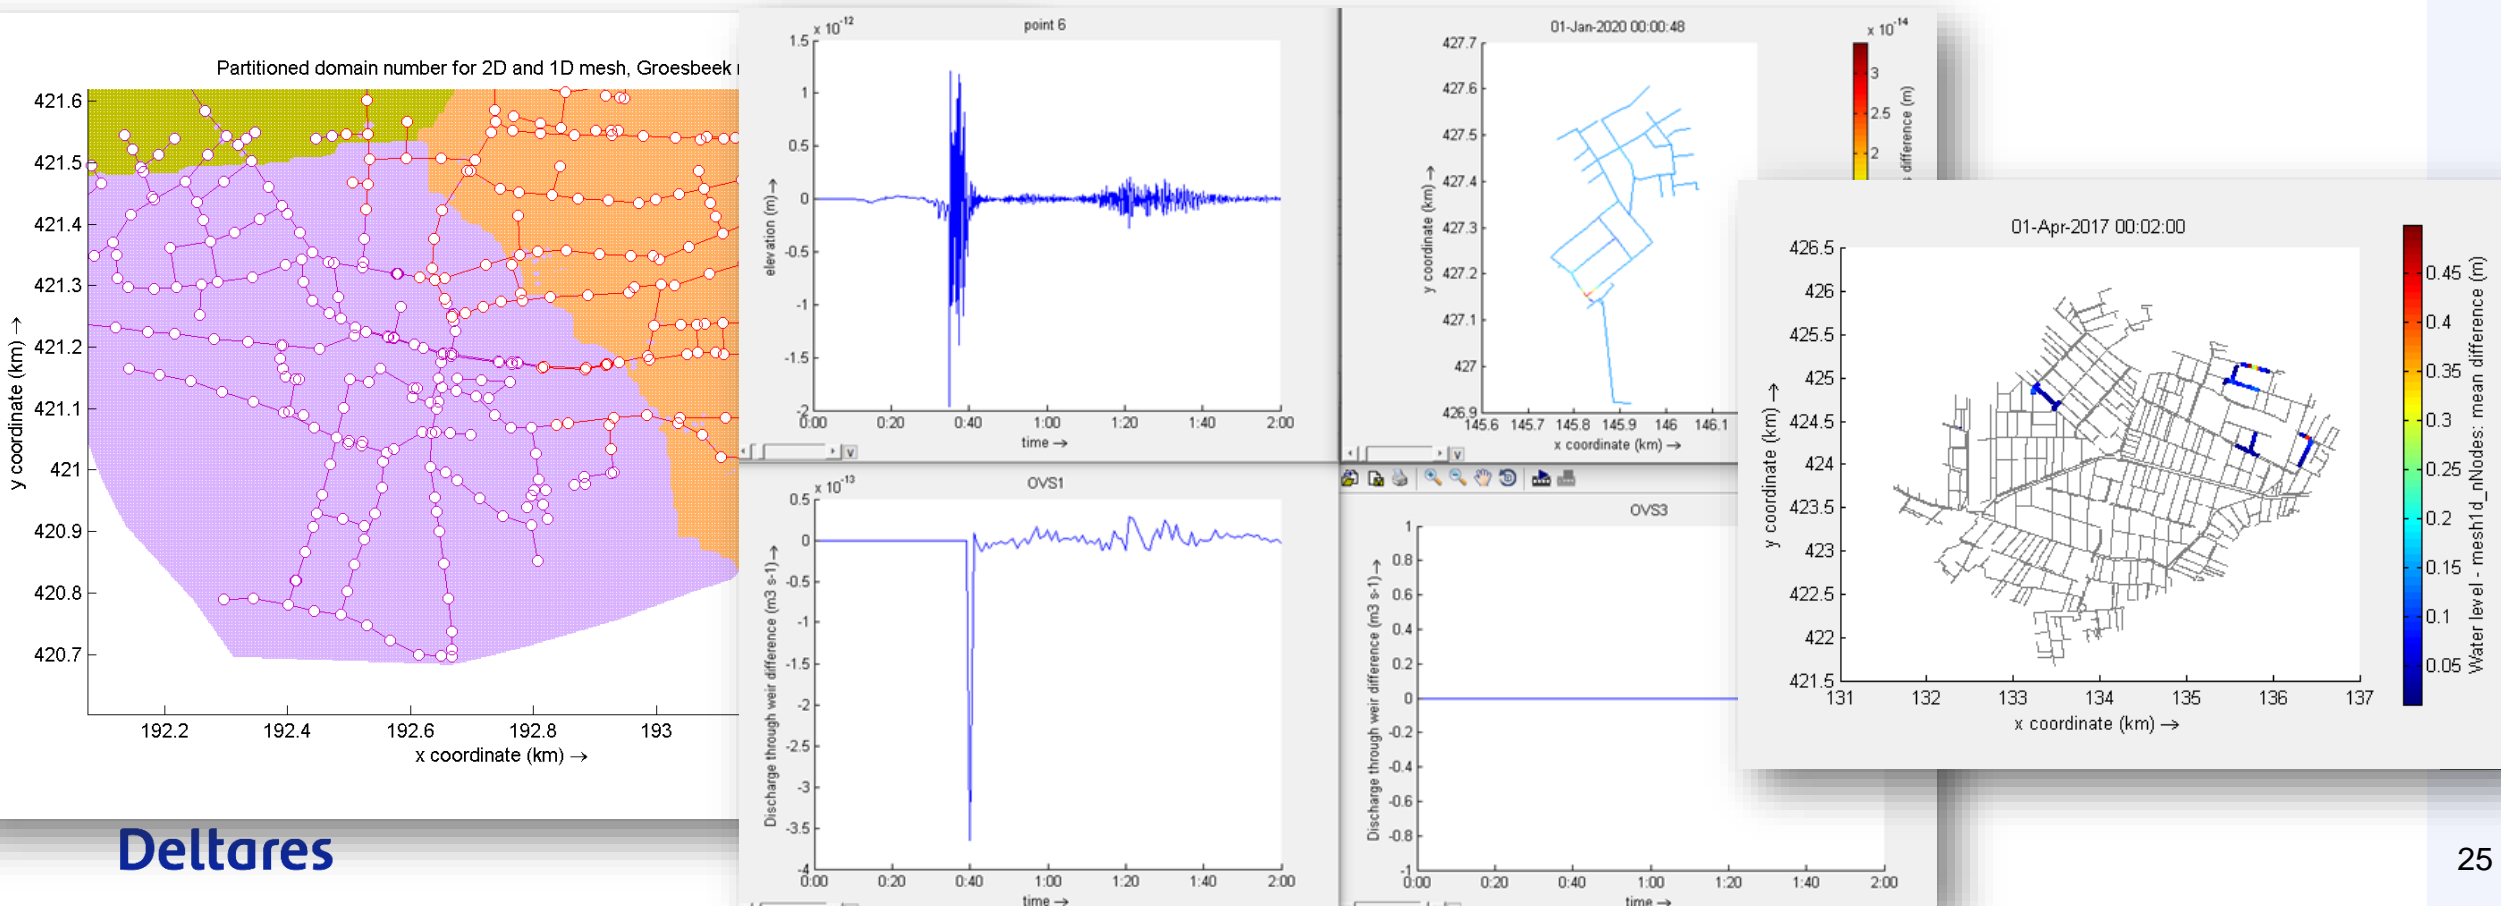 Partitioned domain number for 2D and 1D mesh, Groesbeek
421.6
421.5
421.4
421.3
421.2
421.1
421
420.9
420.8
420.7
y coordinate (km) →
192.2 192.4 192.6 192.8 193
x coordinate (km) →
point 6
x 10^-12
1.5
1
0.5
0
-0.5
-1
-1.5
-2
elevation (m) →
0:00 0:20 0:40 1:00 1:20 1:40 2:00
time →
v
01-Jan-2020 00:00:48
427.7
427.6
427.5
427.4
427.3
427.2
427.1
427
426.9
y coordinate (km) →
145.6 145.7 145.8 145.9 146 146.1
x coordinate (km) →
v
x 10^-14
3
2.5
2
difference (m)
OVS1
x 10^-13
0.5
0
-0.5
-1
-1.5
-2
-2.5
-3
-3.5
-4
Discharge through weir difference (m3 s-1) →
0:00 0:20 0:40 1:00 1:20 1:40 2:00
time →
v
OVS3
1
0.8
0.6
0.4
0.2
0
-0.2
-0.4
-0.6
-0.8
-1
Discharge through weir difference (m3 s-1) →
0:00 0:20 0:40 1:00 1:20 1:40 2:00
time →
v
01-Apr-2017 00:02:00
426.5
426
425.5
425
424.5
424
423.5
423
422.5
422
421.5
y coordinate (km) →
131 132 133 134 135 136 137
x coordinate (km) →
0.45
0.4
0.35
0.3
0.25
0.2
0.15
0.1
0.05
Water level - mesh1d_nNodes: mean difference (m)
Deltares
25